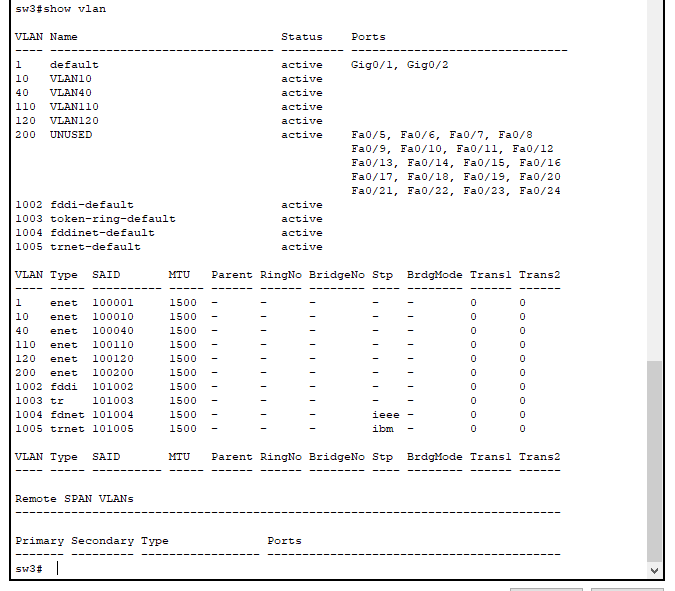 sw3#show vlan
VLAN Name                             Status    Ports
---- -------------------------------- --------- -------------------------------
1    default                          active    Gig0/1, Gig0/2
10   VLAN10                           active
40   VLAN40                           active
110  VLAN110                          active
120  VLAN120                          active
200  UNUSED                           active    Fa0/5, Fa0/6, Fa0/7, Fa0/8
                                                Fa0/9, Fa0/10, Fa0/11, Fa0/12
                                                Fa0/13, Fa0/14, Fa0/15, Fa0/16
                                                Fa0/17, Fa0/18, Fa0/19, Fa0/20
                                                Fa0/21, Fa0/22, Fa0/23, Fa0/24
1002 fddi-default                     active
1003 token-ring-default               active
1004 fddinet-default                  active
1005 trnet-default                    active
VLAN Type  SAID       MTU   Parent RingNo BridgeNo Stp  BrdgMode Trans1 Trans2
---- ----- ---------- ----- ------ ------ -------- ---- -------- ------ ------
1    enet  100001     1500  -      -      -        -    -        0      0
10   enet  100010     1500  -      -      -        -    -        0      0
40   enet  100040     1500  -      -      -        -    -        0      0
110  enet  100110     1500  -      -      -        -    -        0      0
120  enet  100120     1500  -      -      -        -    -        0      0
200  enet  100200     1500  -      -      -        -    -        0      0
1002 fddi  101002     1500  -      -      -        -    -        0      0
1003 tr    101003     1500  -      -      -        -    -        0      0
1004 fdnet 101004     1500  -      -      -        ieee -        0      0
1005 trnet 101005     1500  -      -      -        ibm  -        0      0
VLAN Type  SAID       MTU   Parent RingNo BridgeNo Stp  BrdgMode Trans1 Trans2
---- ----- ---------- ----- ------ ------ -------- ---- -------- ------ ------
Remote SPAN VLANs
------------------------------------------------------------------------------
Primary Secondary Type              Ports
------- --------- ----------------- ------------------------------------------
sw3#